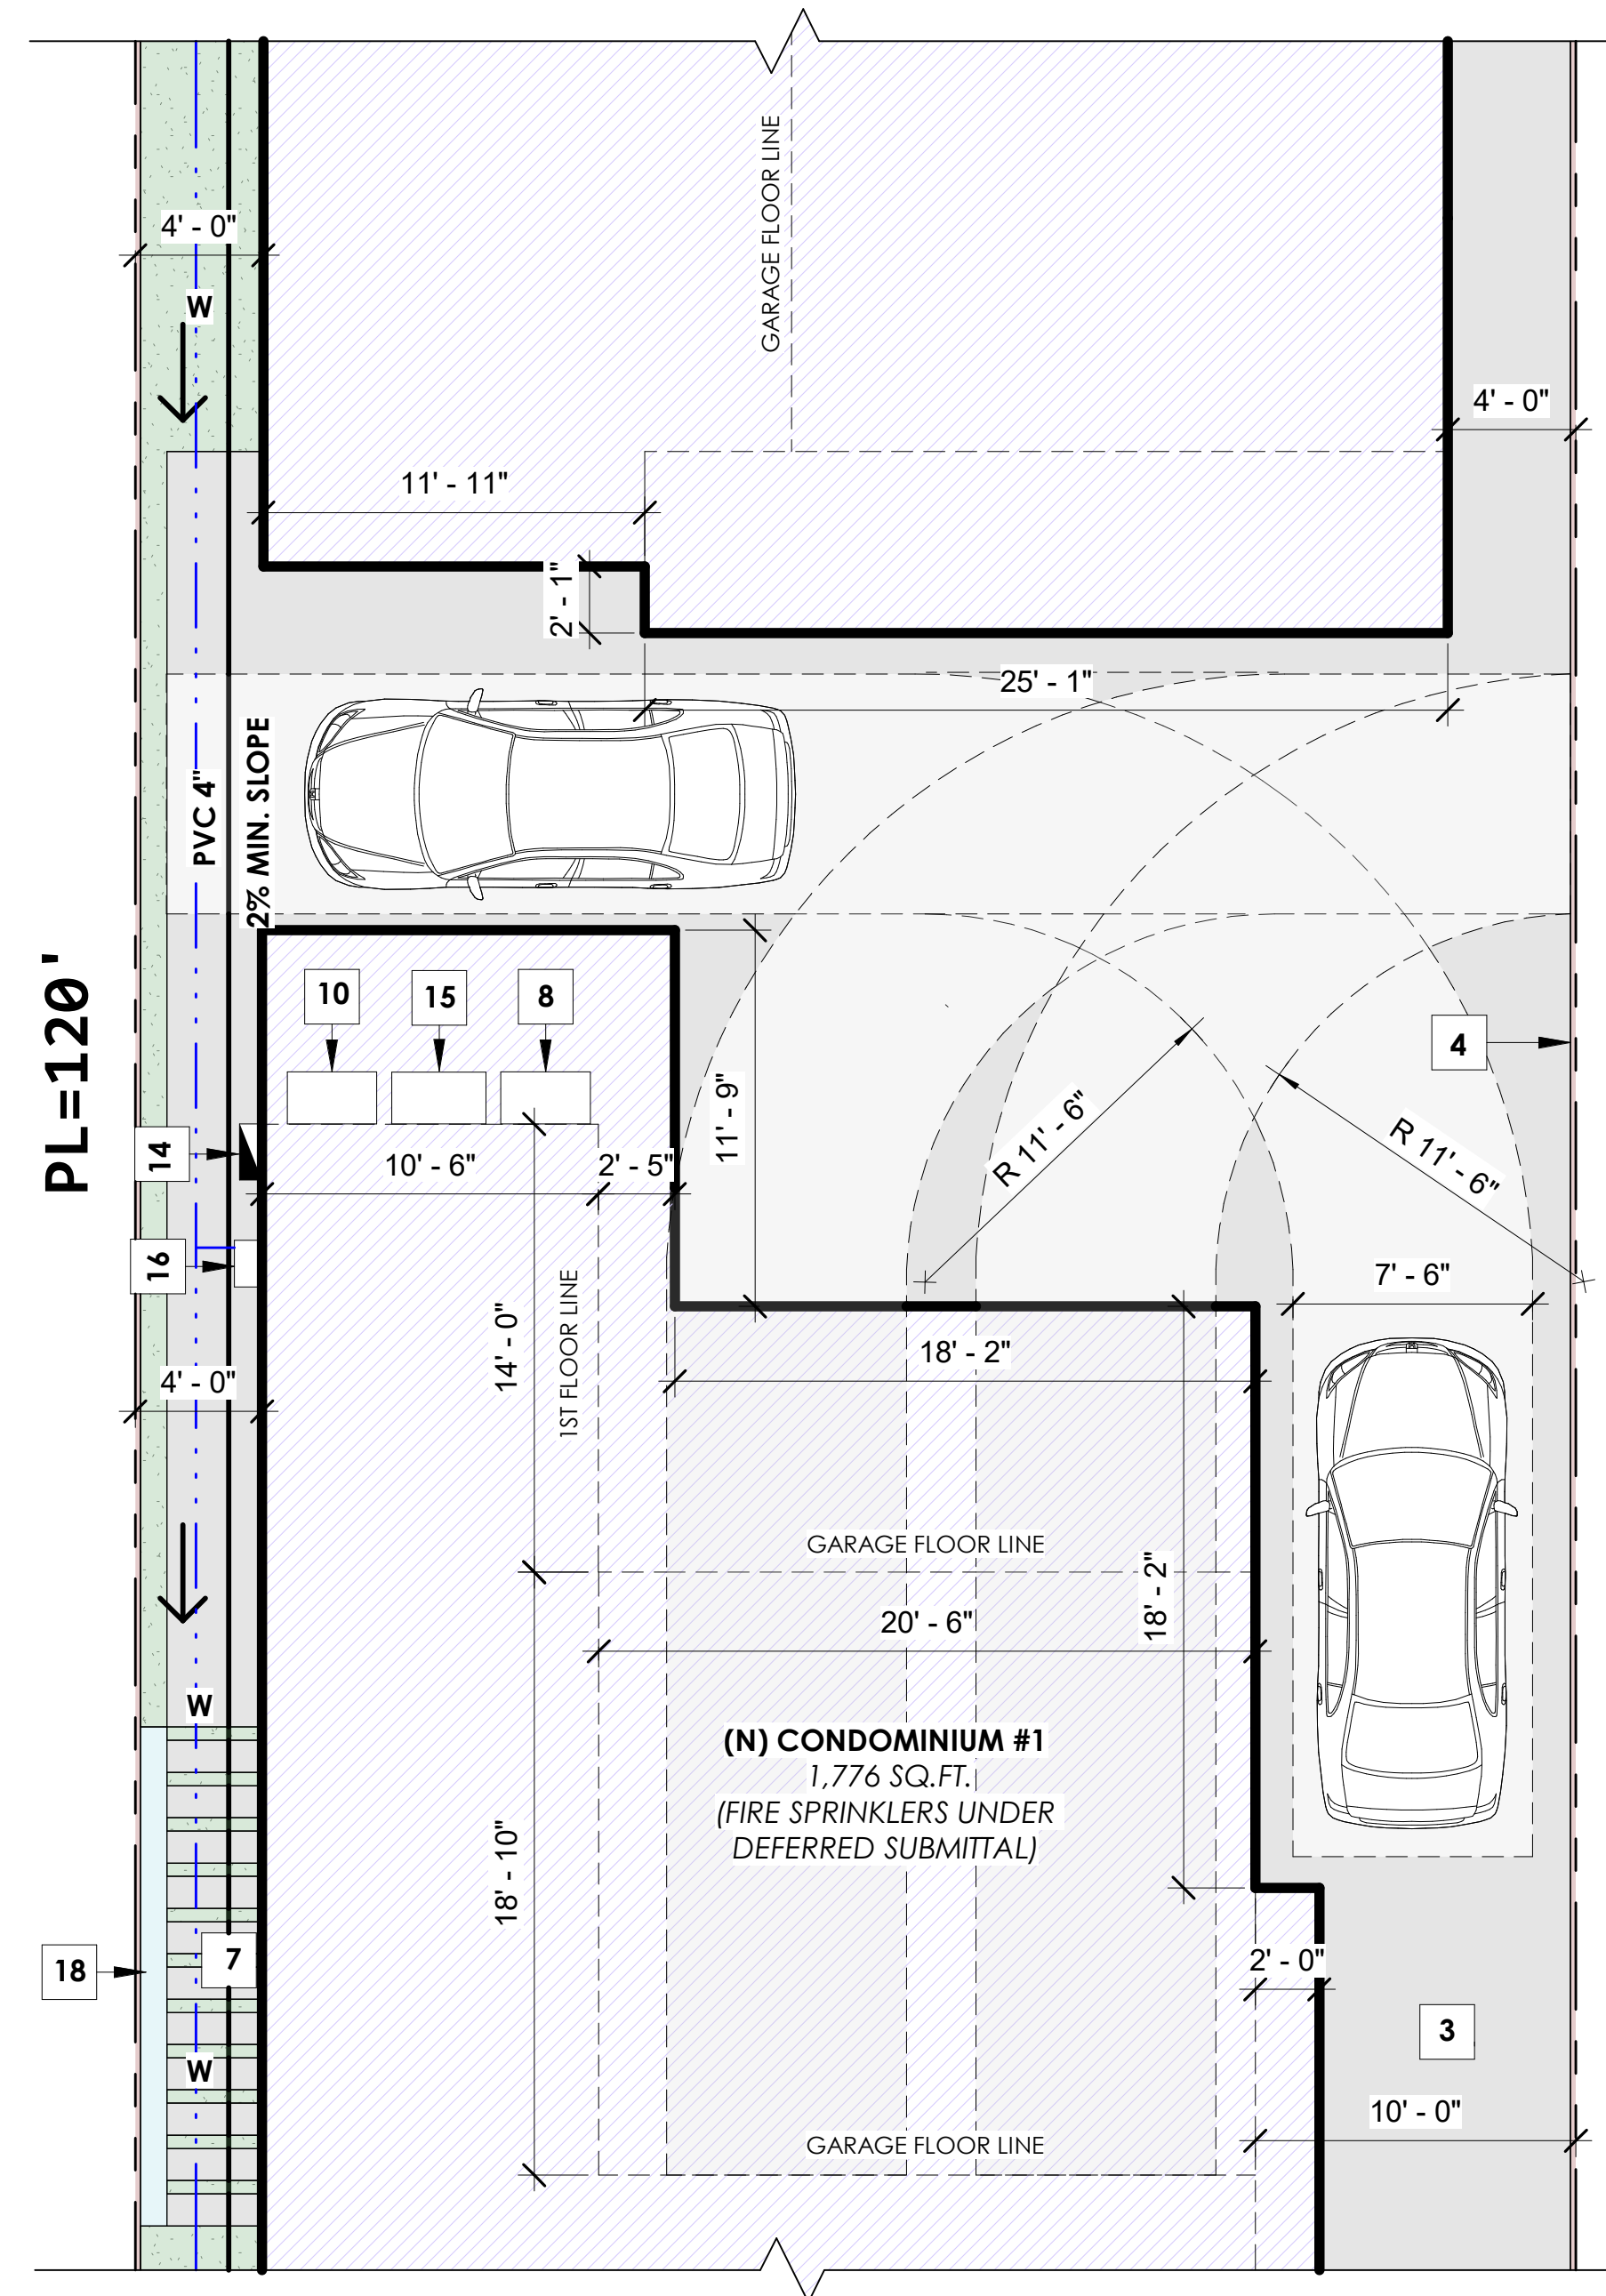 GARAGE FLOOR LINE
4' - 0"
W
4' - 0"
11' - 11"
2' - 1"
25' - 1"
PVC 4"
2% MIN. SLOPE
PL=120'
10
15
8
4
11' - 9"
R 11' - 6"
R 11' - 6"
14
10' - 6"
2' - 5"
16
7' - 6"
14' - 0"
1ST FLOOR LINE
18' - 2"
4' - 0"
GARAGE FLOOR LINE
18' - 2"
20' - 6"
W
(N) CONDOMINIUM #1
1,776 SQ.FT.
(FIRE SPRINKLERS UNDER
DEFERRED SUBMITTAL)
18' - 10"
7
18
2' - 0"
3
W
10' - 0"
GARAGE FLOOR LINE